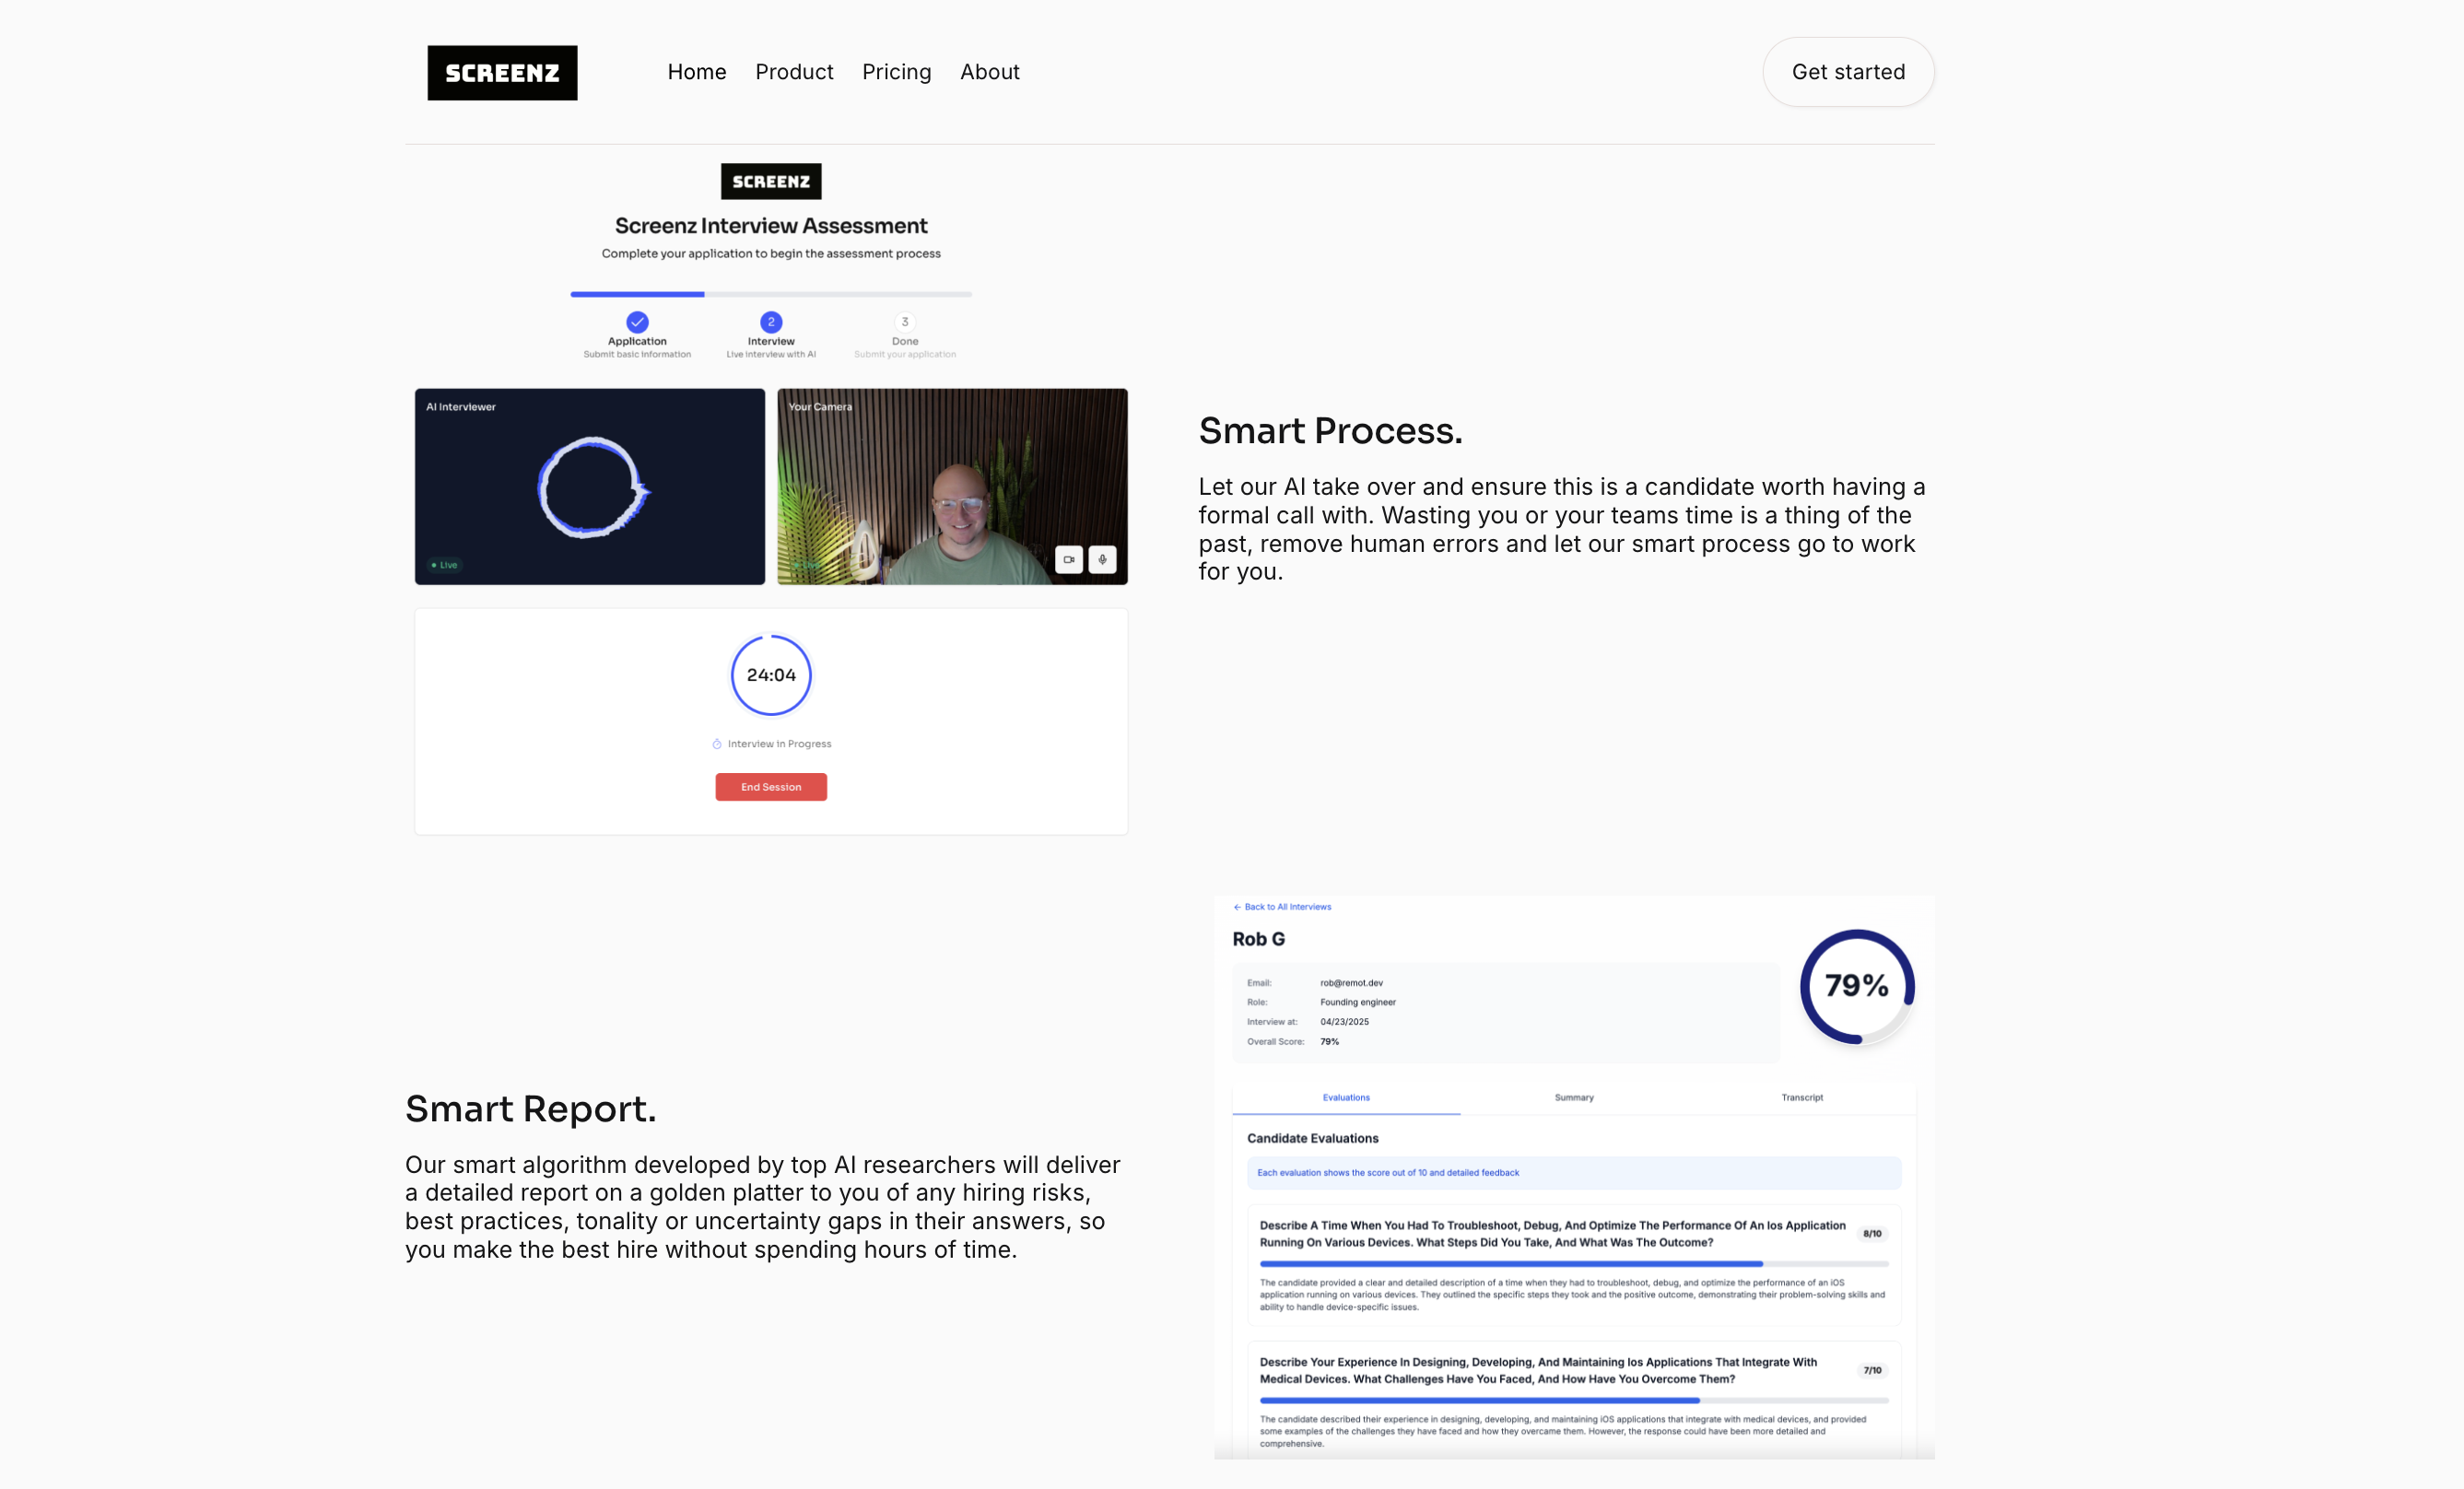 SCREENZ
Home
Product
Pricing
About
Get started
SCREENZ
Screenz Interview Assessment
Complete your application to begin the assessment process
2
3
Application
Interview
Done
Submit basic information
Live interview with AI
Submit your application
AI Interviewer
Your Camera
Live
Smart Process.
Let our AI take over and ensure this is a candidate worth having a
formal call with. Wasting you or your teams time is a thing of the
past, remove human errors and let our smart process go to work
for you.
24:04
Interview in Progress
End Session
Smart Report.
Our smart algorithm developed by top AI researchers will deliver
a detailed report on a golden platter to you of any hiring risks,
best practices, tonality or uncertainty gaps in their answers, so
you make the best hire without spending hours of time.
← Back to All Interviews
Rob G
Email: rob@remot.dev
Role: Founding engineer
Interview at: 04/23/2025
Overall Score: 79%
79%
Evaluations
Summary
Transcript
Candidate Evaluations
Each evaluation shows the score out of 10 and detailed feedback
Describe A Time When You Had To Troubleshoot, Debug, And Optimize The Performance Of An Ios Application
Running On Various Devices. What Steps Did You Take, And What Was The Outcome?
8/10
The candidate provided a clear and detailed description of a time when they had to troubleshoot, debug, and optimize the performance of an iOS
application running on various devices. They outlined the specific steps they took and the positive outcome, demonstrating their problem-solving skills and
ability to handle device-specific issues.
Describe Your Experience In Designing, Developing, And Maintaining Ios Applications That Integrate With
Medical Devices. What Challenges Have You Faced, And How Have You Overcome Them?
7/10
The candidate described their experience in designing, developing, and maintaining iOS applications that integrate with medical devices, and provided
some examples of the challenges they have faced and how they overcame them. However, the response could have been more detailed and
comprehensive.